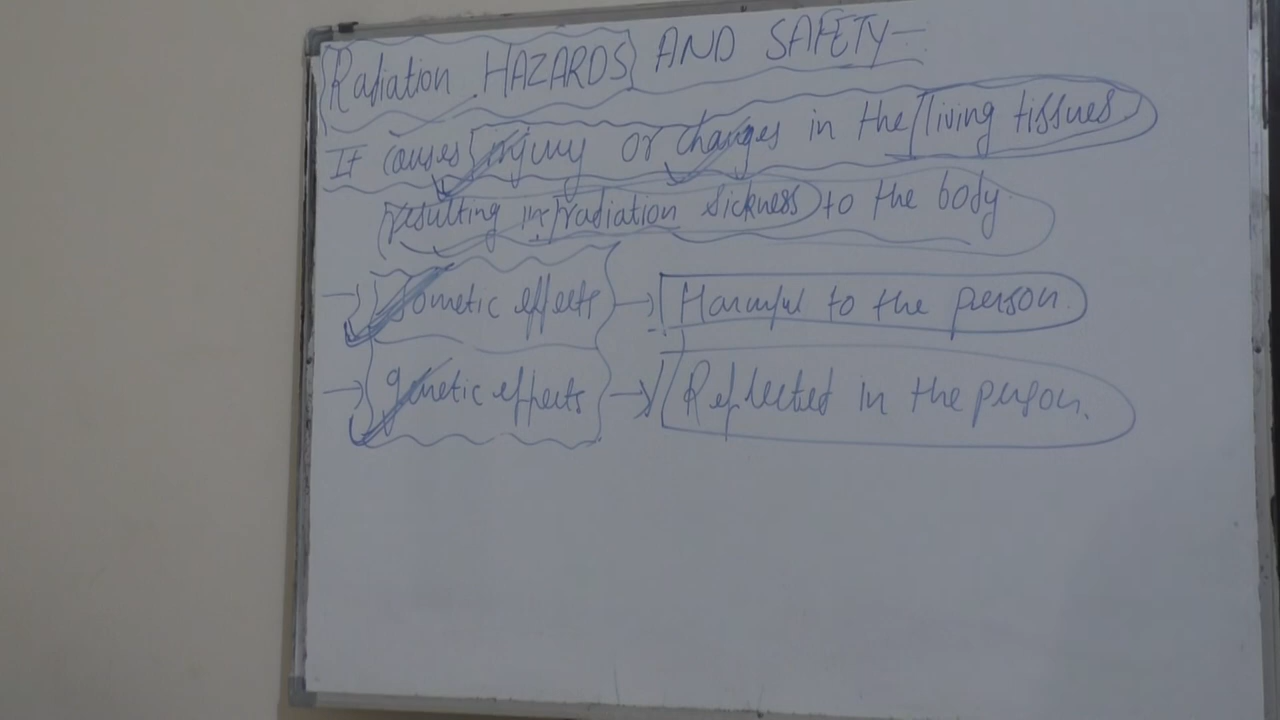 Radiation HAZARDS AND SAFETY-
It causes injury or changes in the living tissues.
resulting in radiation sickness to the body.
→ Sometic effects → Harmful to the person.
→ genetic effects → Reflected in the person.